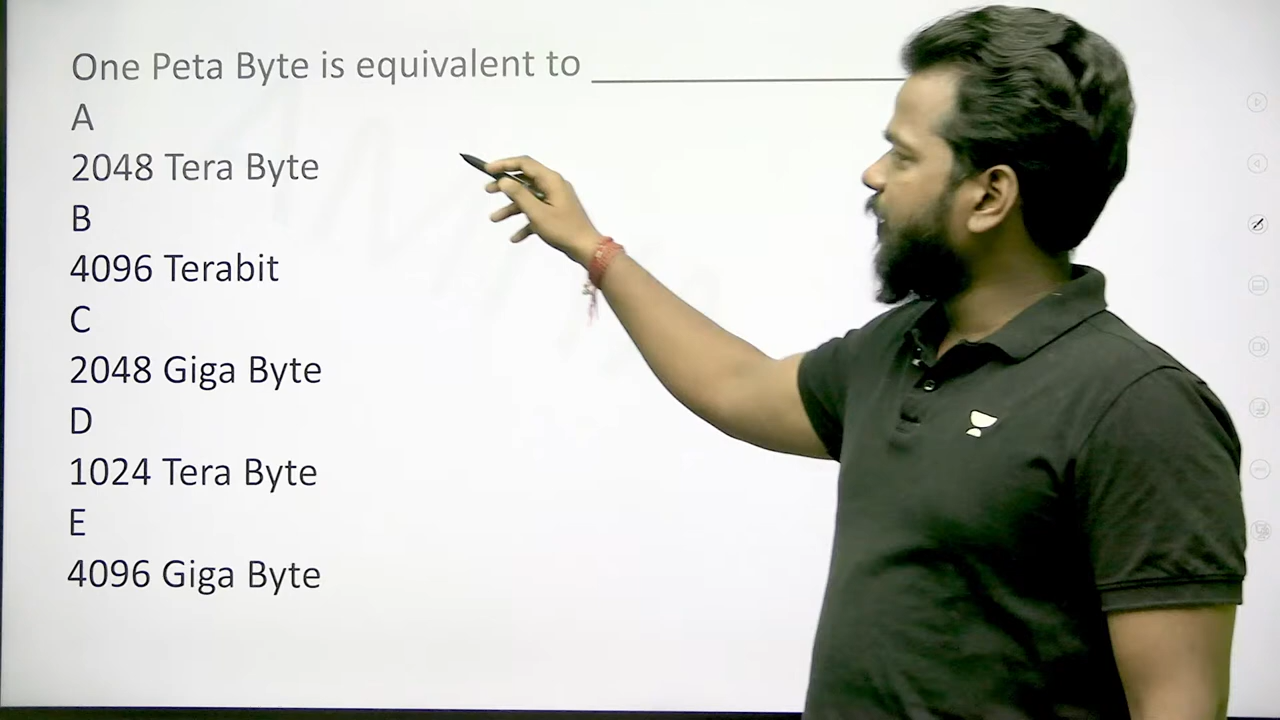 One Peta Byte is equivalent to
A
2048 Tera Byte
B
4096 Terabit
C
2048 Giga Byte
D
1024 Tera Byte
E
4096 Giga Byte